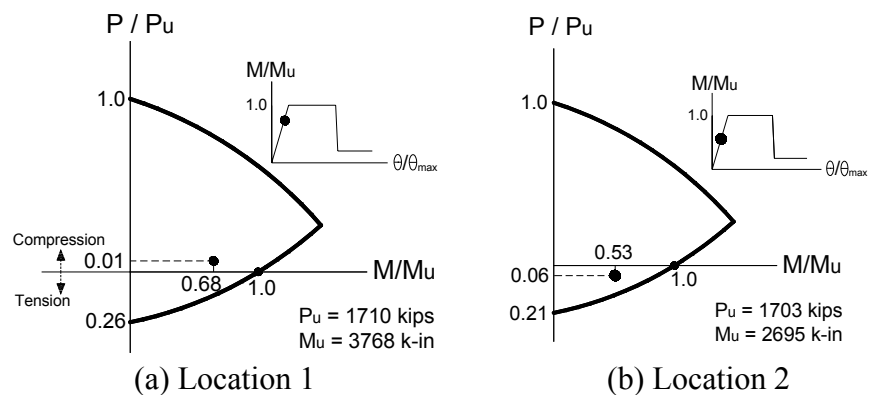 P / Pu
M/Mu
1.0
1.0
θ/θmax
Compression
0.01
Tension
0.68
1.0
M/Mu
0.26
Pu = 1710 kips
Mu = 3768 k-in
(a) Location 1
P / Pu
M/Mu
1.0
1.0
θ/θmax
0.53
0.06
1.0
M/Mu
0.21
Pu = 1703 kips
Mu = 2695 k-in
(b) Location 2